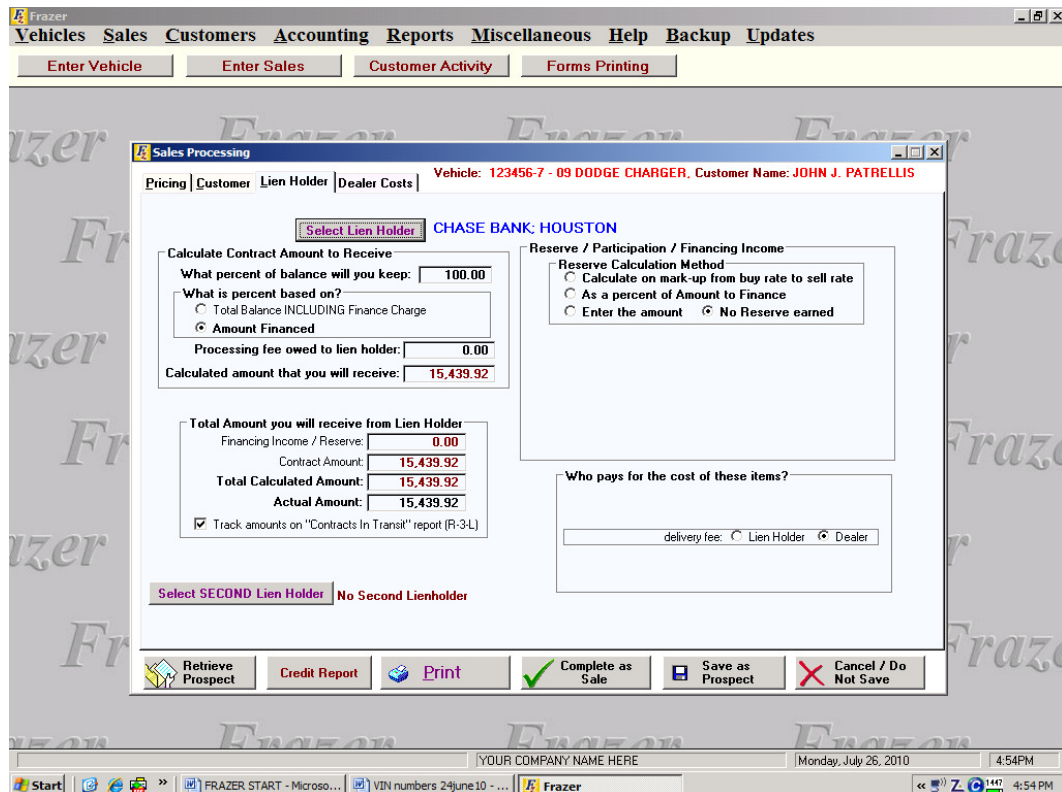 Frazer
Vehicles Sales Customers Accounting Reports Miscellaneous Help Backup Updates
Enter Vehicle Enter Sales Customer Activity Forms Printing
Frazer Frazer Frazer
Sales Processing
Pricing Customer Lien Holder Dealer Costs Vehicle: 123456-7 - 09 DODGE CHARGER, Customer Name: JOHN J. PATRELLIS
Select Lien Holder CHASE BANK; HOUSTON
Calculate Contract Amount to Receive
What percent of balance will you keep: 100.00
What is percent based on?
Total Balance INCLUDING Finance Charge
Amount Financed
Processing fee owed to lien holder: 0.00
Calculated amount that you will receive: 15,439.92
Reserve / Participation / Financing Income
Reserve Calculation Method
Calculate on mark-up from buy rate to sell rate
As a percent of Amount to Finance
Enter the amount No Reserve earned
Total Amount you will receive from Lien Holder
Financing Income / Reserve: 0.00
Contract Amount: 15,439.92
Total Calculated Amount: 15,439.92
Actual Amount: 15,439.92
Track amounts on "Contracts In Transit" report (R-3-L)
Who pays for the cost of these items?
delivery fee: Lien Holder Dealer
Select SECOND Lien Holder No Second Lienholder
Retrieve Prospect Credit Report Print Complete as Sale Save as Prospect Cancel / Do Not Save
YOUR COMPANY NAME HERE Monday, July 26, 2010 4:54PM
Start » FRAZER START - Microso... VIN numbers 24june10 - ... Frazer « 1447 4:54 PM